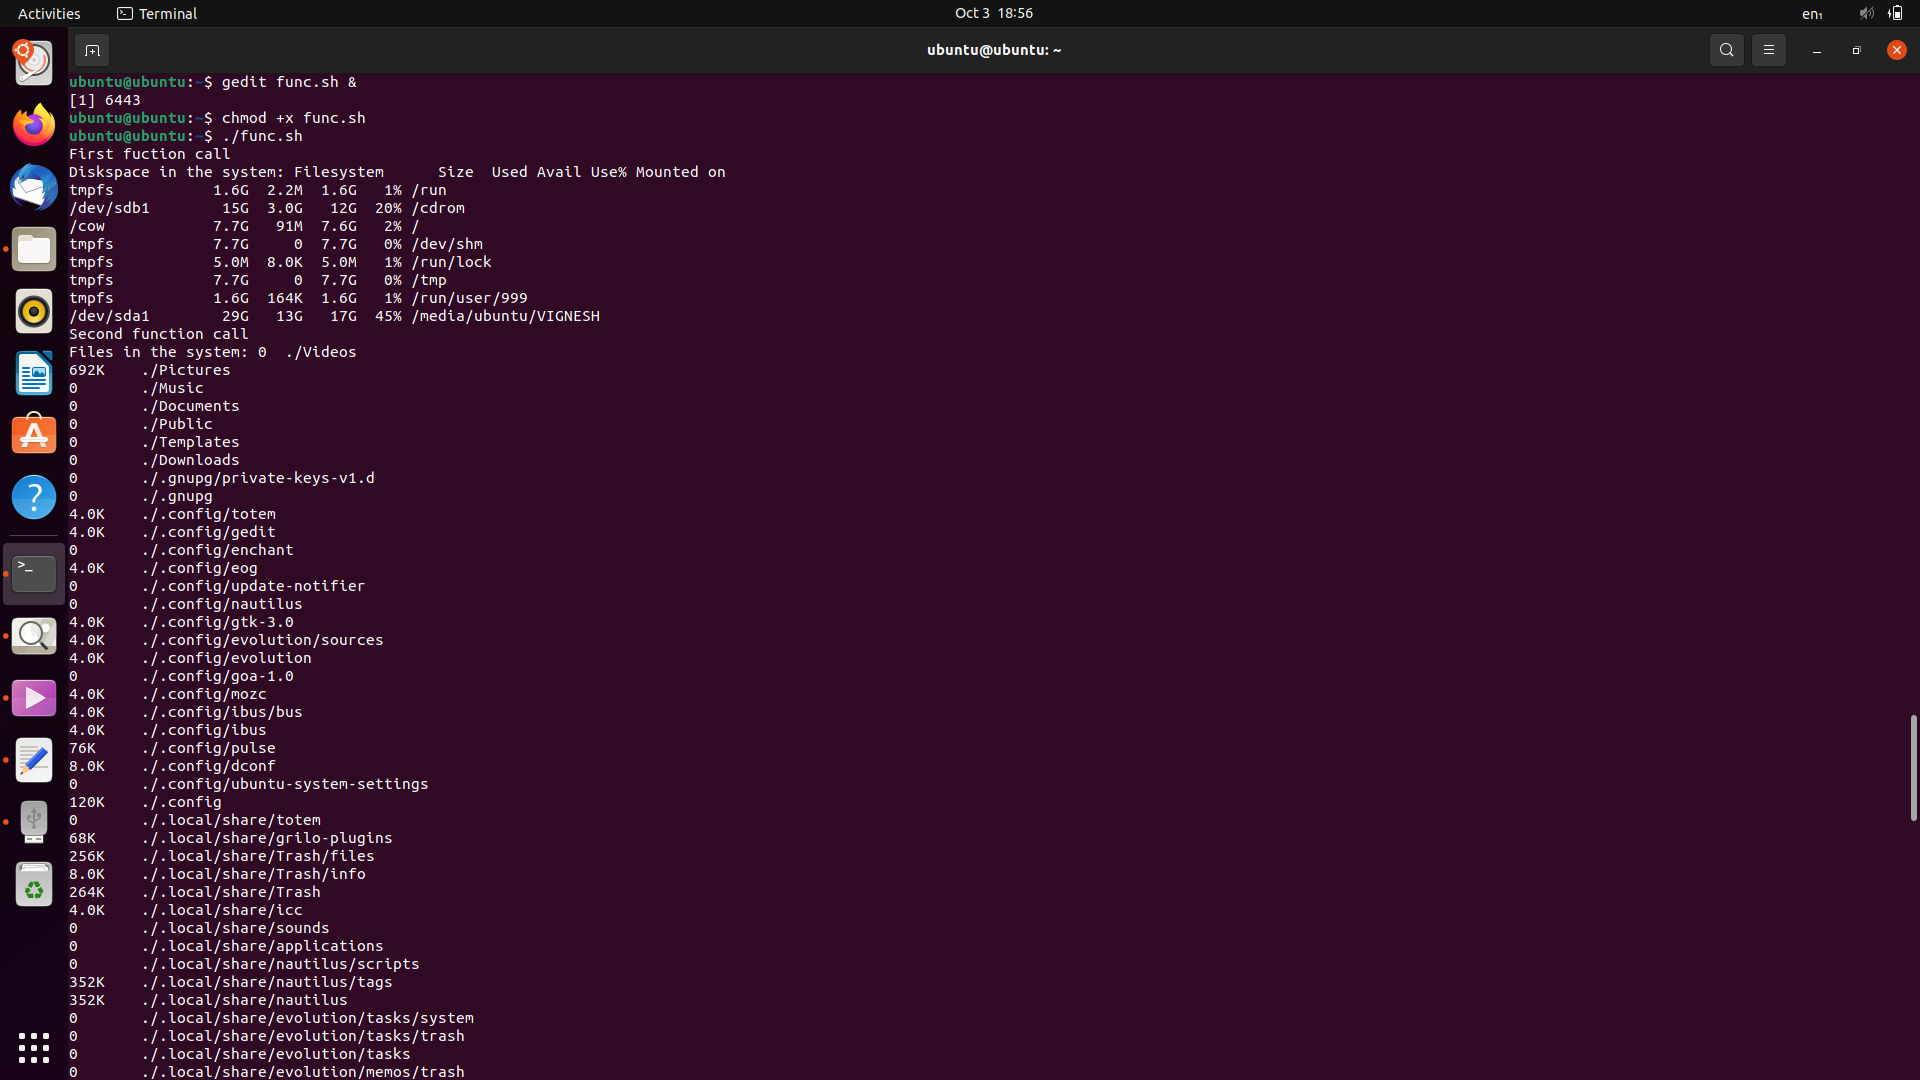 Activities
Terminal
Oct 3 18:56
en₁
ubuntu@ubuntu: ~
ubuntu@ubuntu:~$ gedit func.sh &
[1] 6443
ubuntu@ubuntu:~$ chmod +x func.sh
ubuntu@ubuntu:~$ ./func.sh
First fuction call
Diskspace in the system: Filesystem      Size  Used Avail Use% Mounted on
tmpfs           1.6G  2.2M  1.6G   1% /run
/dev/sdb1        15G  3.0G   12G  20% /cdrom
/cow            7.7G   91M  7.6G   2% /
tmpfs           7.7G     0  7.7G   0% /dev/shm
tmpfs           5.0M  8.0K  5.0M   1% /run/lock
tmpfs           7.7G     0  7.7G   0% /tmp
tmpfs           1.6G  164K  1.6G   1% /run/user/999
/dev/sda1        29G   13G   17G  45% /media/ubuntu/VIGNESH
Second function call
Files in the system: 0  ./Videos
692K    ./Pictures
0       ./Music
0       ./Documents
0       ./Public
0       ./Templates
0       ./Downloads
0       ./.gnupg/private-keys-v1.d
0       ./.gnupg
4.0K    ./.config/totem
4.0K    ./.config/gedit
0       ./.config/enchant
4.0K    ./.config/eog
0       ./.config/update-notifier
0       ./.config/nautilus
4.0K    ./.config/gtk-3.0
4.0K    ./.config/evolution/sources
4.0K    ./.config/evolution
0       ./.config/goa-1.0
4.0K    ./.config/mozc
4.0K    ./.config/ibus/bus
4.0K    ./.config/ibus
76K     ./.config/pulse
8.0K    ./.config/dconf
0       ./.config/ubuntu-system-settings
120K    ./.config
0       ./.local/share/totem
68K     ./.local/share/grilo-plugins
256K    ./.local/share/Trash/files
8.0K    ./.local/share/Trash/info
264K    ./.local/share/Trash
4.0K    ./.local/share/icc
0       ./.local/share/sounds
0       ./.local/share/applications
0       ./.local/share/nautilus/scripts
352K    ./.local/share/nautilus/tags
352K    ./.local/share/nautilus
0       ./.local/share/evolution/tasks/system
0       ./.local/share/evolution/tasks/trash
0       ./.local/share/evolution/tasks
0       ./.local/share/evolution/memos/trash